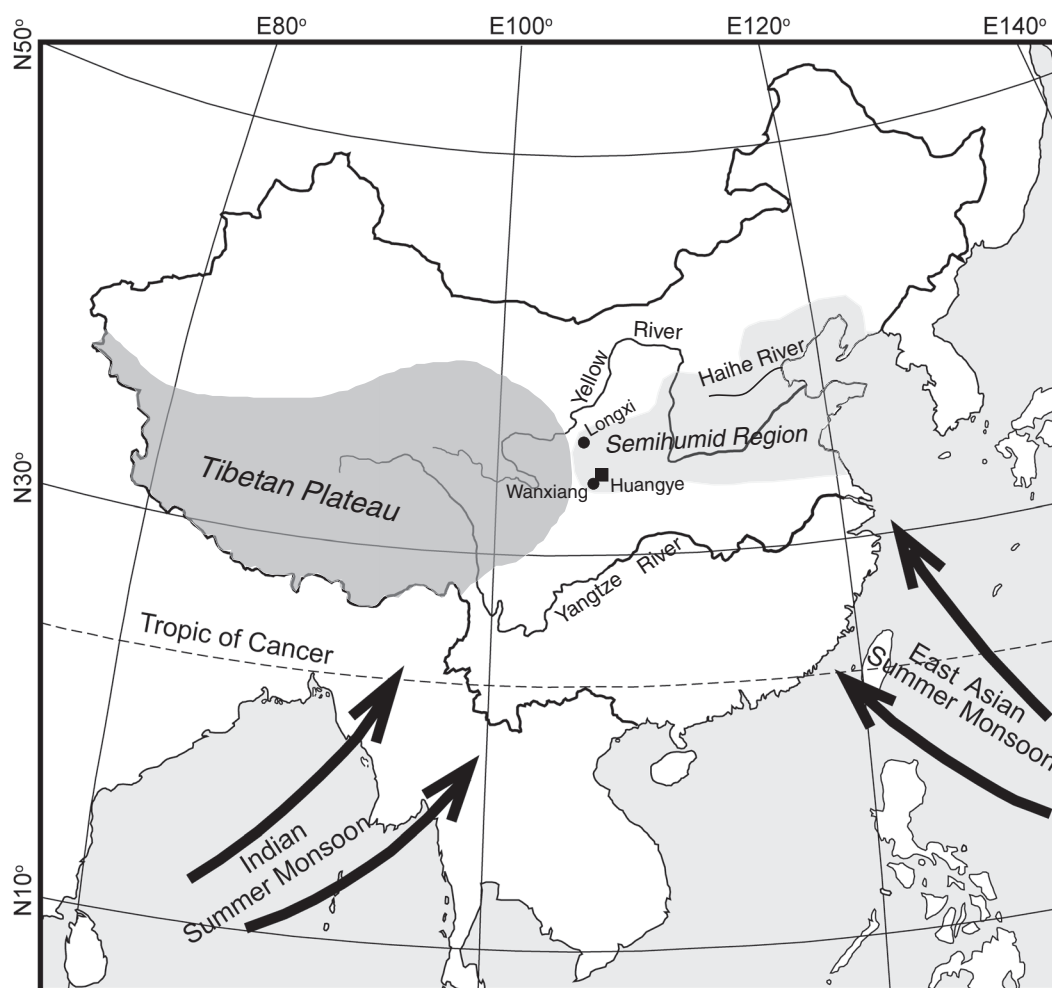 E80°
E100°
E120°
E140°
N50°
River
Yellow
Haihe River
Longxi
Semihumid Region
Tibetan Plateau
N30°
Wanxiang
Huangye
River
Yangtze
Tropic of Cancer
East Asian
Summer Monsoon
Indian
Summer Monsoon
N10°